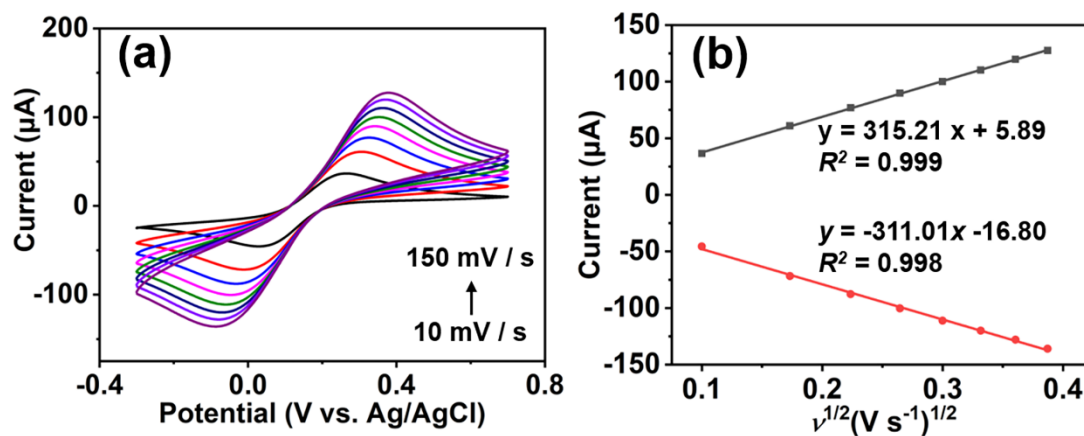 (a)
200
100
0
-100
Current (µA)
150 mV / s
10 mV / s
-0.4
0.0
0.4
0.8
Potential (V vs. Ag/AgCl)
(b)
150
100
50
0
-50
-100
-150
Current (µA)
y = 315.21 x + 5.89
R² = 0.999
y = -311.01x -16.80
R² = 0.998
0.1
0.2
0.3
0.4
ν¹/²(V s⁻¹)¹/²